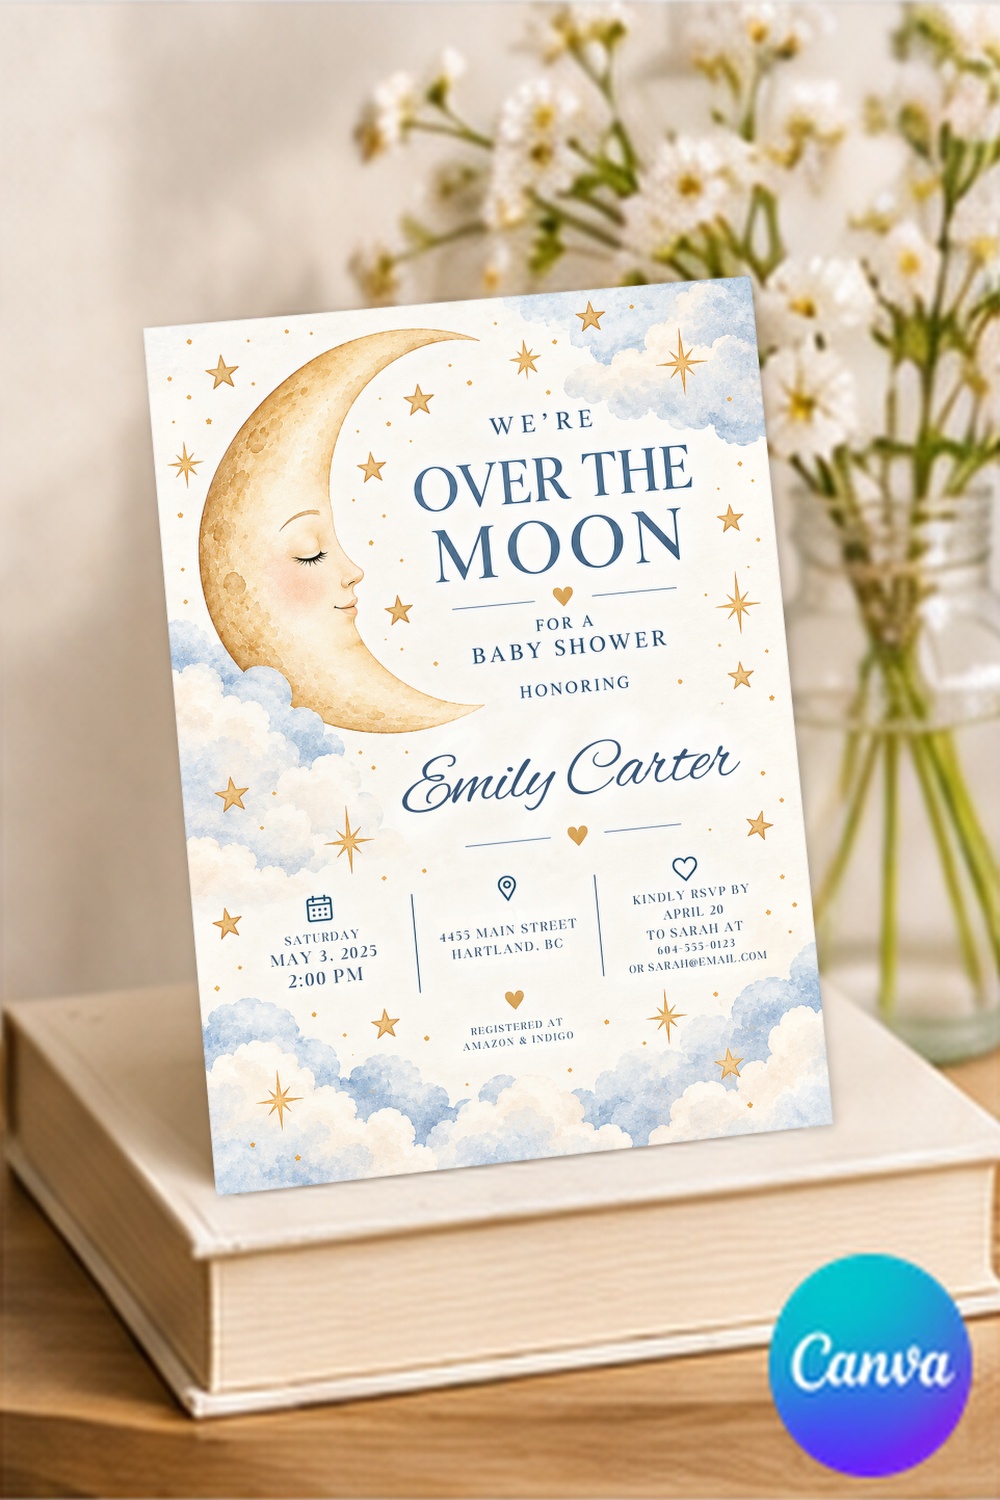 WE'RE
OVER THE
MOON
FOR A
BABY SHOWER
HONORING
Emily Carter
SATURDAY
MAY 3, 2025
2:00 PM
4455 MAIN STREET
HARTLAND, BC
KINDLY RSVP BY
APRIL 20
TO SARAH AT
604-555-0123
OR SARAH@EMAIL.COM
REGISTERED AT
AMAZON & INDIGO
Canva